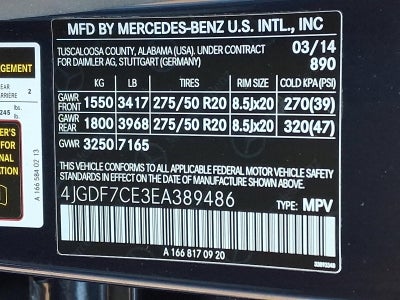 MFD BY MERCEDES-BENZ U.S. INTL., INC
TUSCALOOSA COUNTY, ALABAMA (USA). UNDER CONTRACT
FOR DAIMLER AG, STUTTGART (GERMANY)
03/14
890
KG LB TIRES RIM SIZE COLD KPA(PSI)
GAWR FRONT 1550 3417 275/50 R20 8.5Jx20 270(39)
GAWR REAR 1800 3968 275/50 R20 8.5Jx20 320(47)
GVWR 3250 7165
THIS VEHICLE CONFORMS TO ALL APPLICABLE FEDERAL MOTOR VEHICLE SAFETY
STANDARDS IN EFFECT ON THE DATE OF MANUFACTURE SHOWN ABOVE.
4JGDF7CE3EA389486
TYPE: MPV
A 166 817 09 20
AGEMENT
2
245
lbs.
A 166 584 02 13